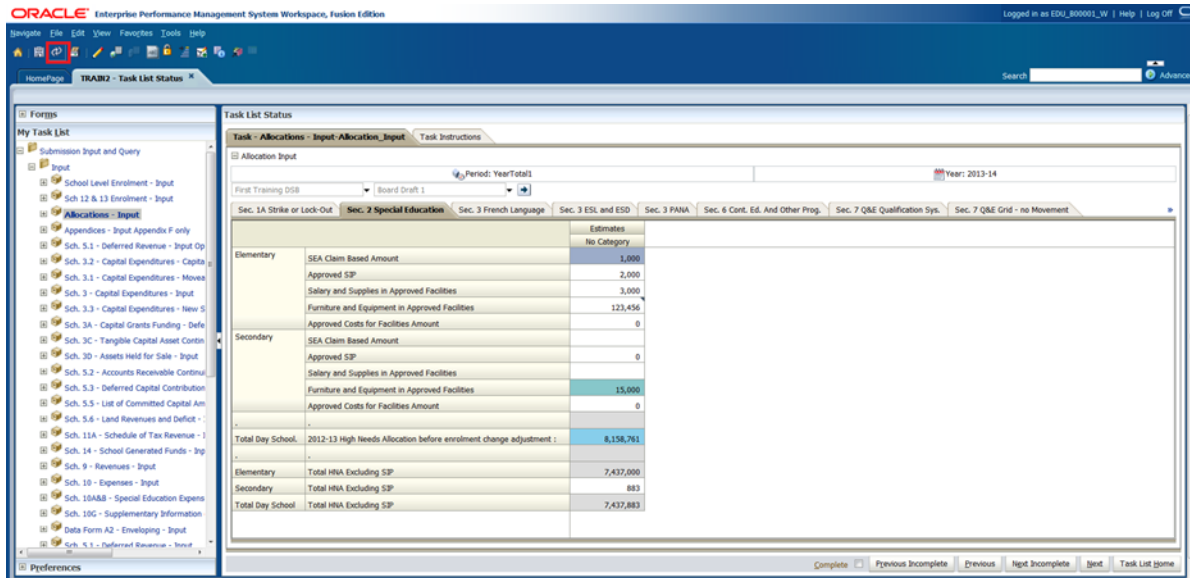 ORACLE Enterprise Performance Management System Workspace, Fusion Edition
Logged in as EDU_800001_W | Help | Log Off
Navigate File Edit View Favorites Tools Help
HomePage TRAIN2 - Task List Status
Search Advance
Forms
My Task List
Submission Input and Query
Input
School Level Enrolment - Input
Sch 12 & 13 Enrolment - Input
Allocations - Input
Appendices - Input Appendix F only
Sch. 5.1 - Deferred Revenue - Input Op
Sch. 3.2 - Capital Expenditures - Capita
Sch. 3.1 - Capital Expenditures - Movea
Sch. 3 - Capital Expenditures - Input
Sch. 3.3 - Capital Expenditures - New S
Sch. 3A - Capital Grants Funding - Defe
Sch. 3C - Tangible Capital Asset Contin
Sch. 3D - Assets Held for Sale - Input
Sch. 5.2 - Accounts Receivable Continui
Sch. 5.3 - Deferred Capital Contribution
Sch. 5.5 - List of Committed Capital Am
Sch. 5.6 - Land Revenues and Deficit -
Sch. 11A - Schedule of Tax Revenue -
Sch. 14 - School Generated Funds - Inp
Sch. 9 - Revenues - Input
Sch. 10 - Expenses - Input
Sch. 10A&B - Special Education Expens
Sch. 10G - Supplementary Information
Data Form A2 - Enveloping - Input
Sch. 5.1 - Deferred Revenue - Input
Preferences
Task List Status
Task - Allocations - Input-Allocation_Input Task Instructions
Allocation Input
Period: YearTotal1 Year: 2013-14
First Training DSB Board Draft 1
Sec. 1A Strike or Lock-Out Sec. 2 Special Education Sec. 3 French Language Sec. 3 ESL and ESD Sec. 3 PANA Sec. 6 Cont. Ed. And Other Prog. Sec. 7 Q&E Qualification Sys. Sec. 7 Q&E Grid - no Movement »
Estimates
No Category
Elementary SEA Claim Based Amount 1,000
Approved SIP 2,000
Salary and Supplies in Approved Facilities 3,000
Furniture and Equipment in Approved Facilities 123,456
Approved Costs for Facilities Amount 0
Secondary SEA Claim Based Amount
Approved SIP 0
Salary and Supplies in Approved Facilities
Furniture and Equipment in Approved Facilities 15,000
Approved Costs for Facilities Amount 0
. .
Total Day School. 2012-13 High Needs Allocation before enrolment change adjustment : 8,158,761
. .
Elementary Total HNA Excluding SIP 7,437,000
Secondary Total HNA Excluding SIP 883
Total Day School Total HNA Excluding SIP 7,437,883
Complete Previous Incomplete Previous Next Incomplete Next Task List Home